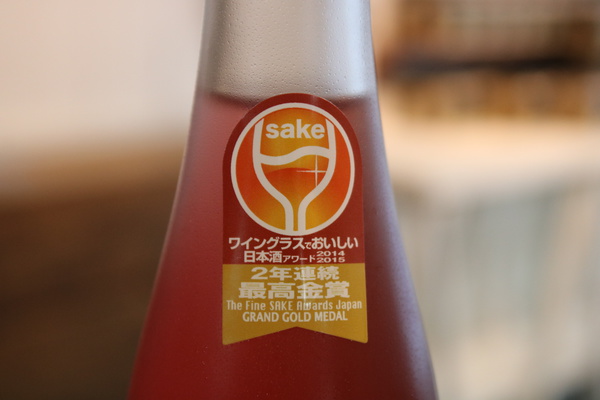 sake
ワイングラスでおいしい
日本酒アワード 2014 2015
2年連続
最高金賞
The Fine SAKE Awards Japan
GRAND GOLD MEDAL